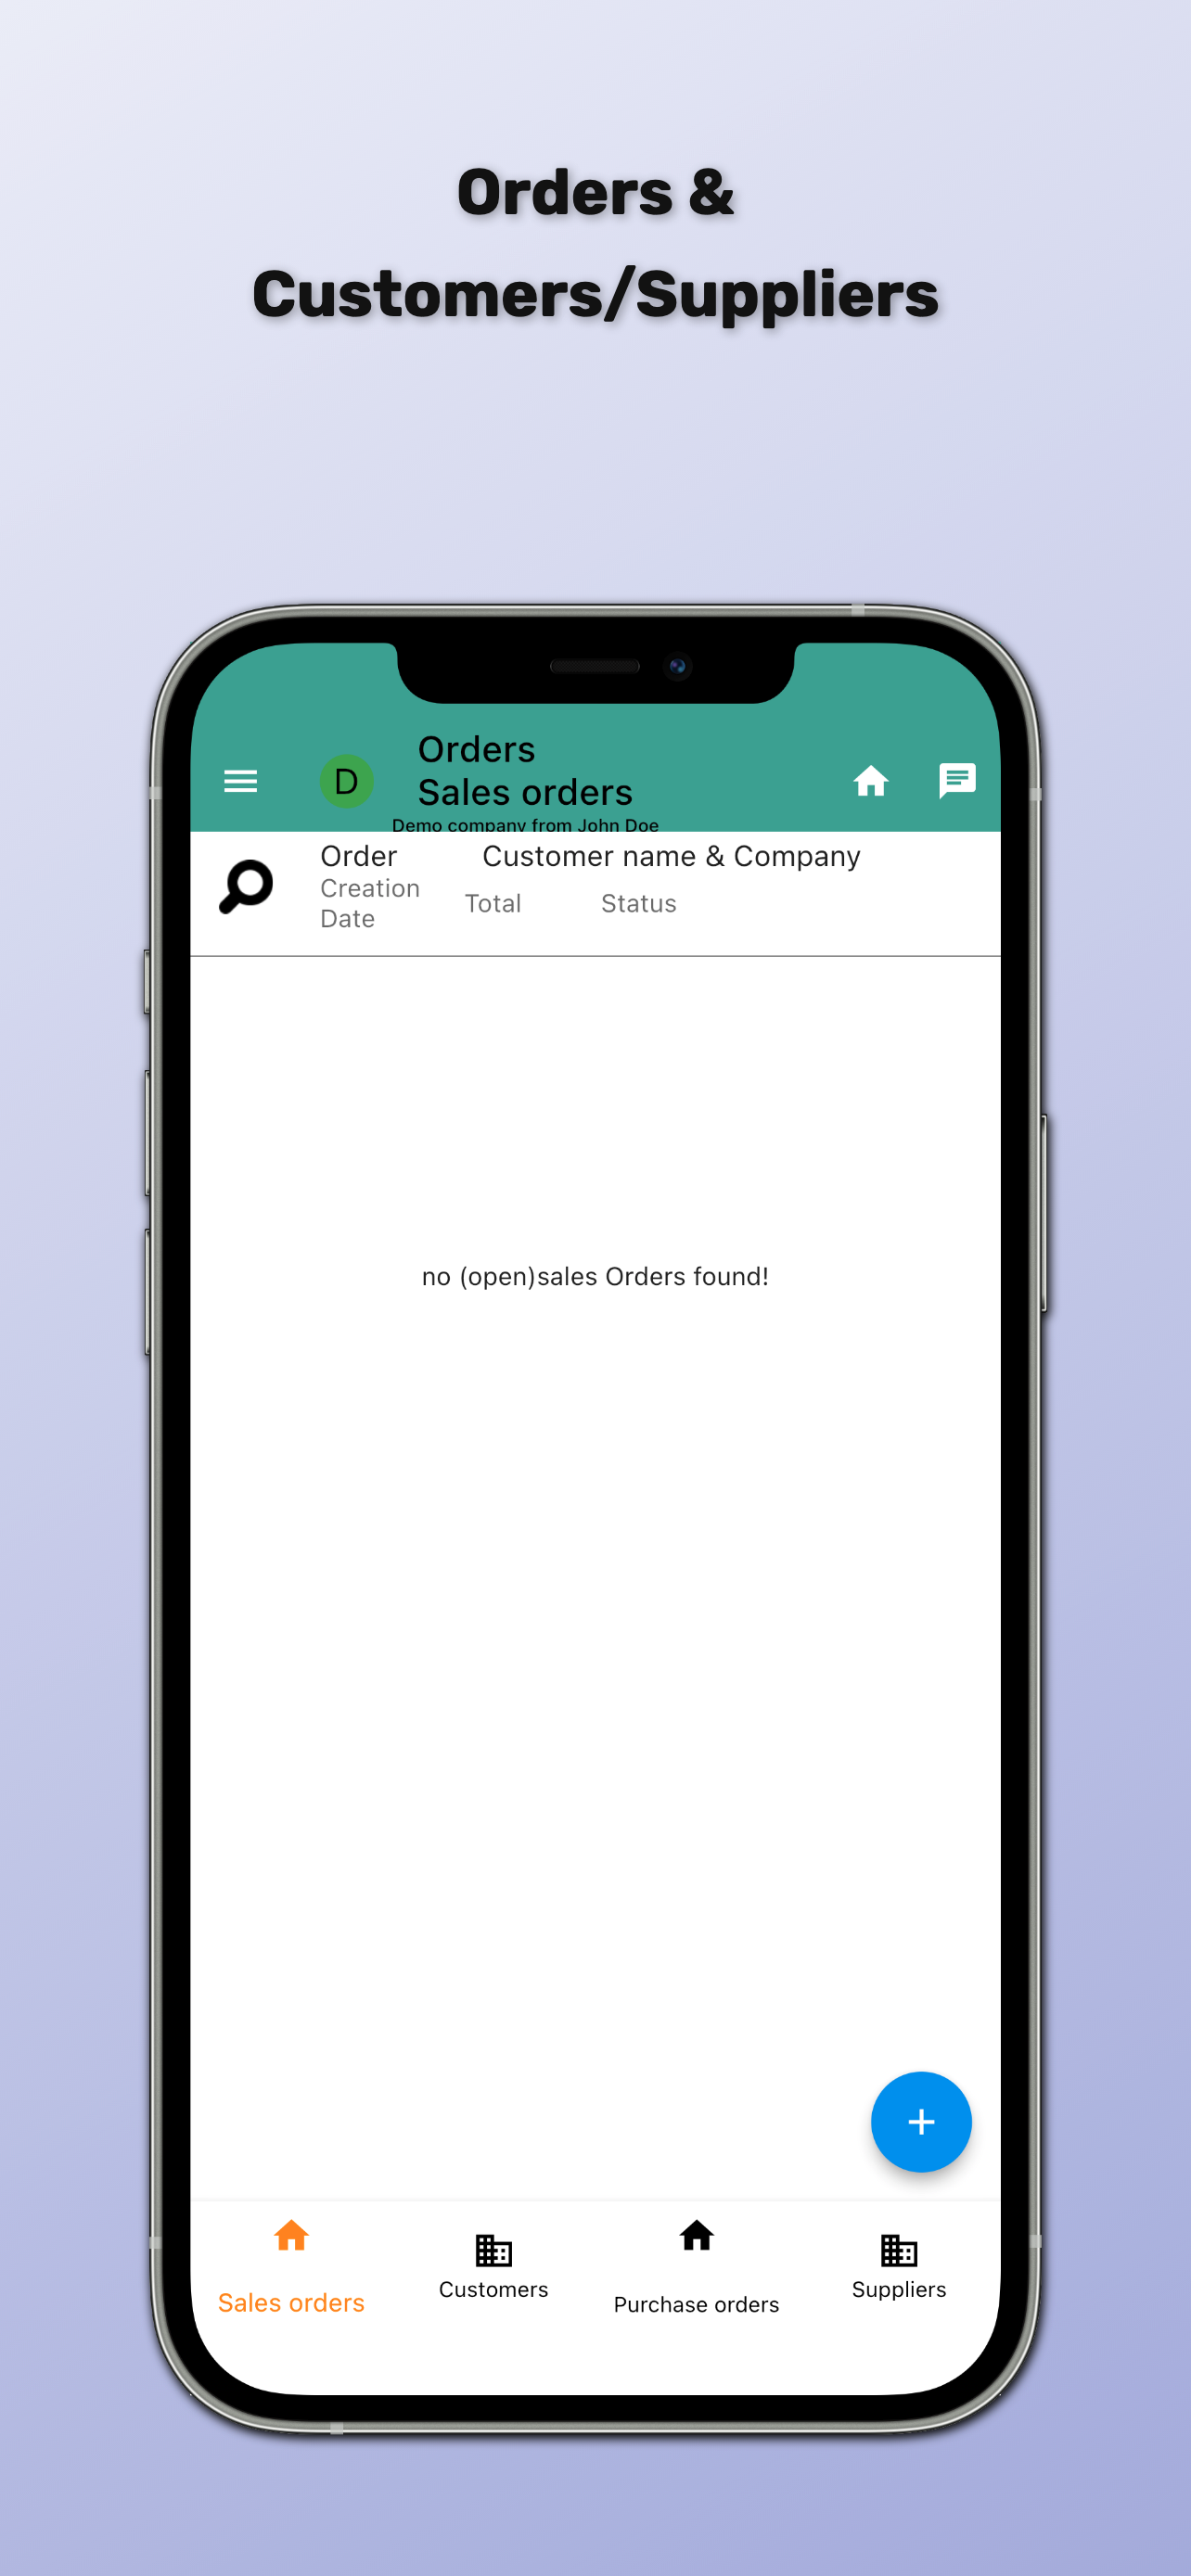 Orders &
Customers/Suppliers
D
Orders
Sales orders
Demo company from John Doe
Order Customer name & Company
Creation
Date
Total
Status
no (open)sales Orders found!
+
Sales orders
Customers
Purchase orders
Suppliers